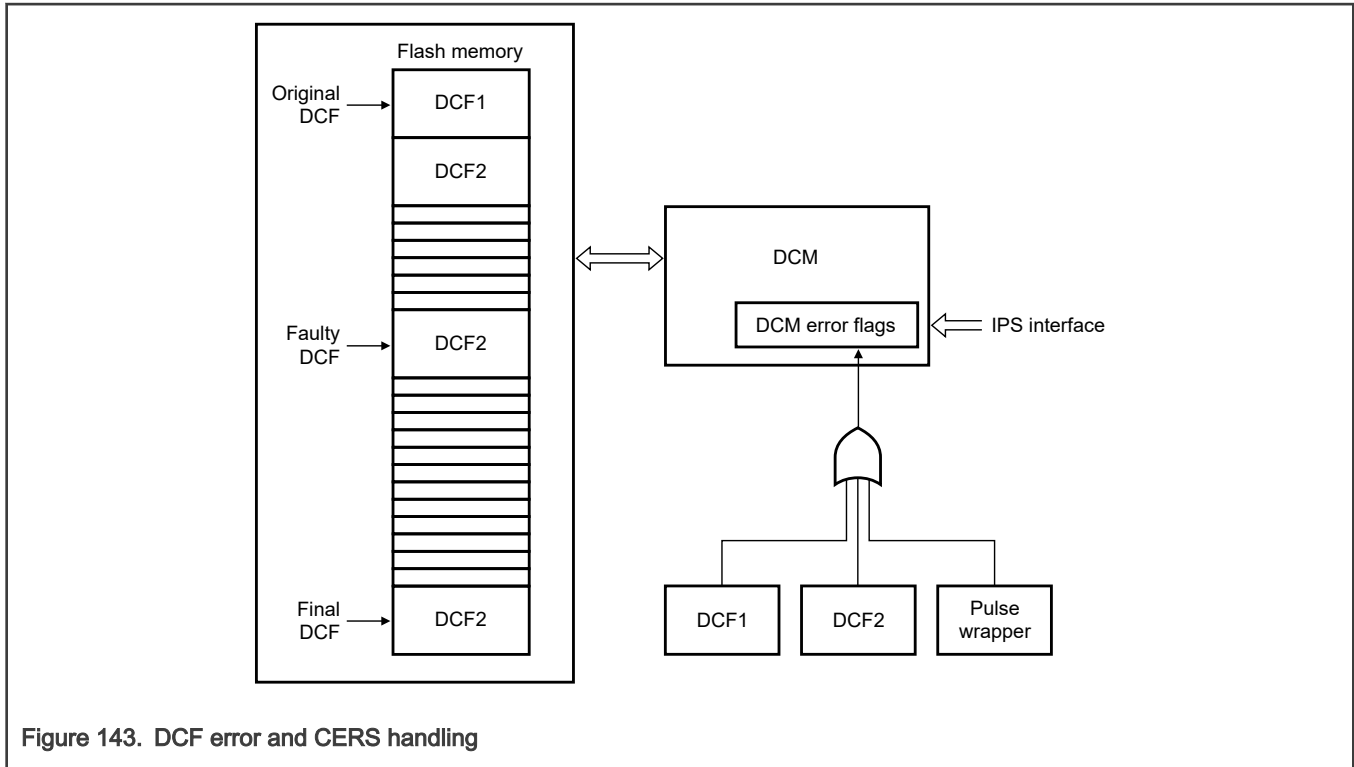 Flash memory
Original
DCF
DCF1
DCF2
Faulty
DCF
DCF2
Final
DCF
DCF2
DCM
DCM error flags
IPS interface
DCF1
DCF2
Pulse
wrapper
Figure 143. DCF error and CERS handling